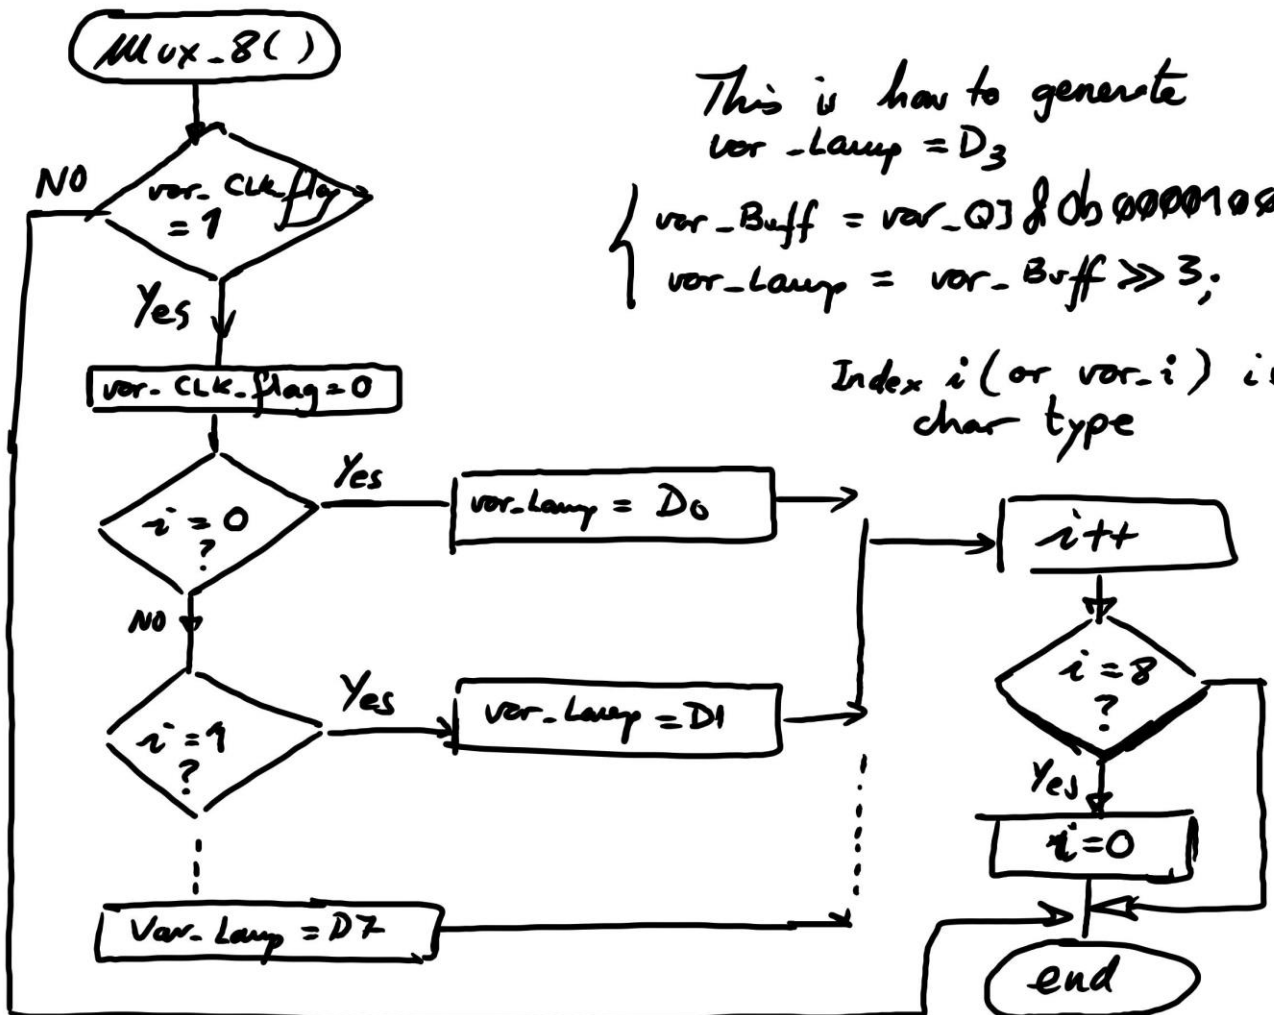 Mux_8()
This is how to generate
var_Lamp = D3
var_Buff = var_Q3 & 0b0000100
var_Lamp = var_Buff >> 3;
Index i (or var_i) is
char type
NO
var_CLK_flag
= 1
Yes
var_CLK_flag = 0
i = 0
?
Yes
var_Lamp = D0
i++
NO
i = 1
?
Yes
var_Lamp = D1
i = 8
?
Yes
i = 0
Var_Lamp = D7
end